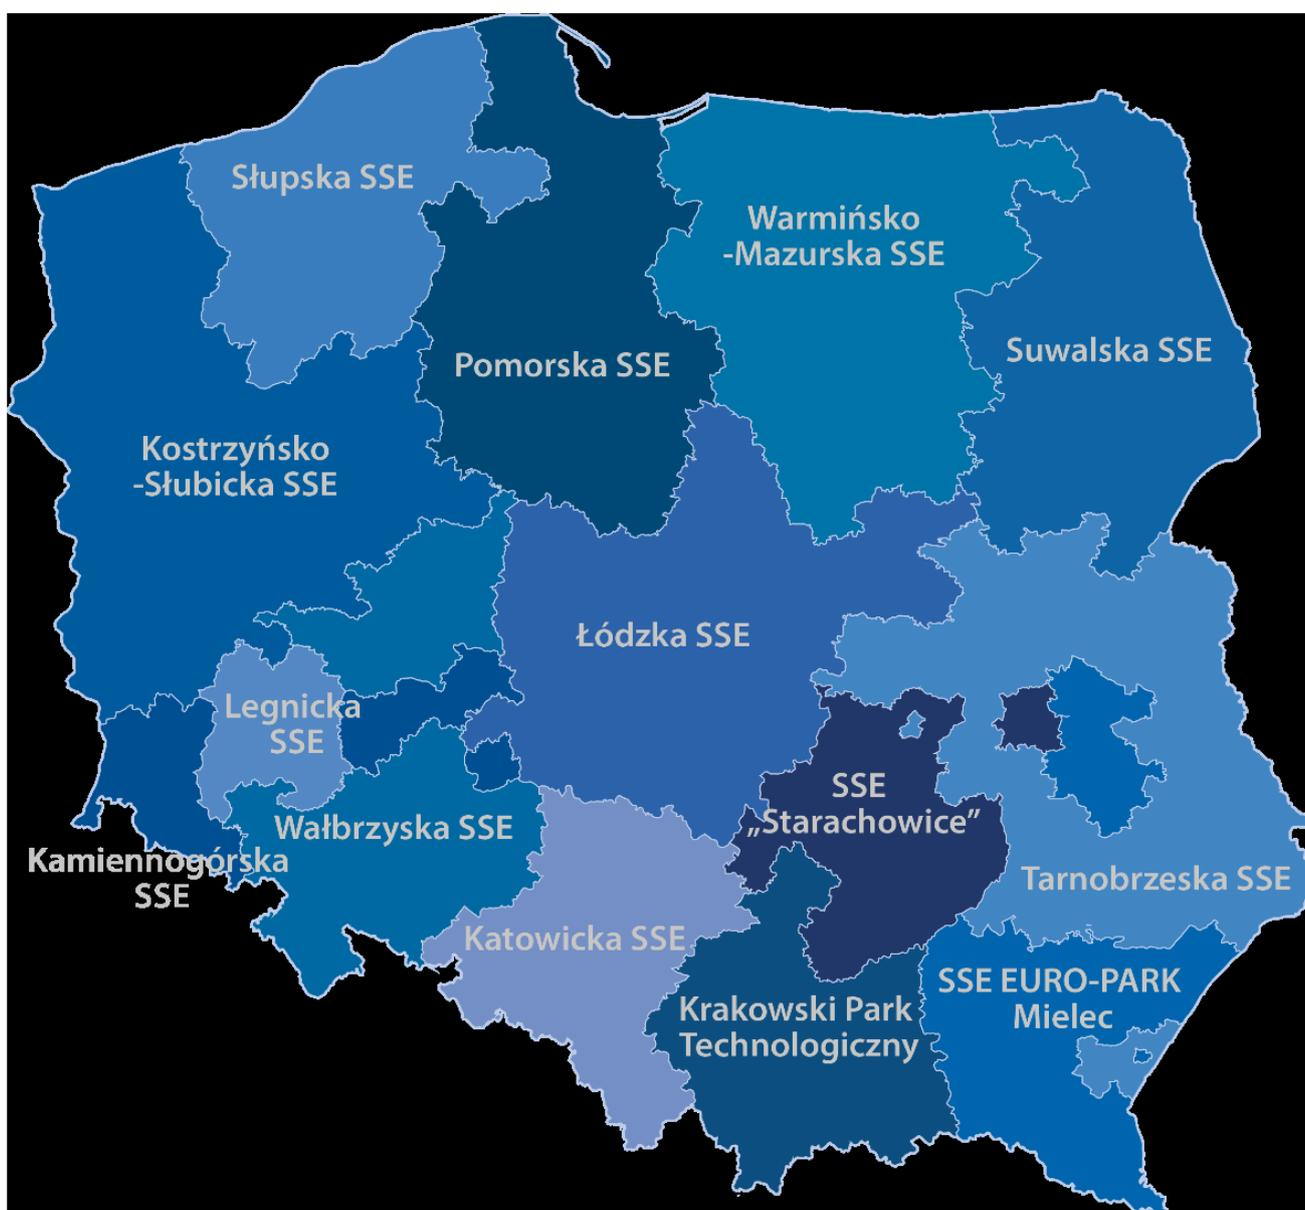 Słupska SSE
Warmińsko
-Mazurska SSE
Suwalska SSE
Pomorska SSE
Kostrzyńsko
-Słubicka SSE
Łódzka SSE
Legnicka
SSE
SSE
„Starachowice”
Wałbrzyska SSE
Kamiennogórska
SSE
Tarnobrzeska SSE
Katowicka SSE
SSE EURO-PARK
Mielec
Krakowski Park
Technologiczny